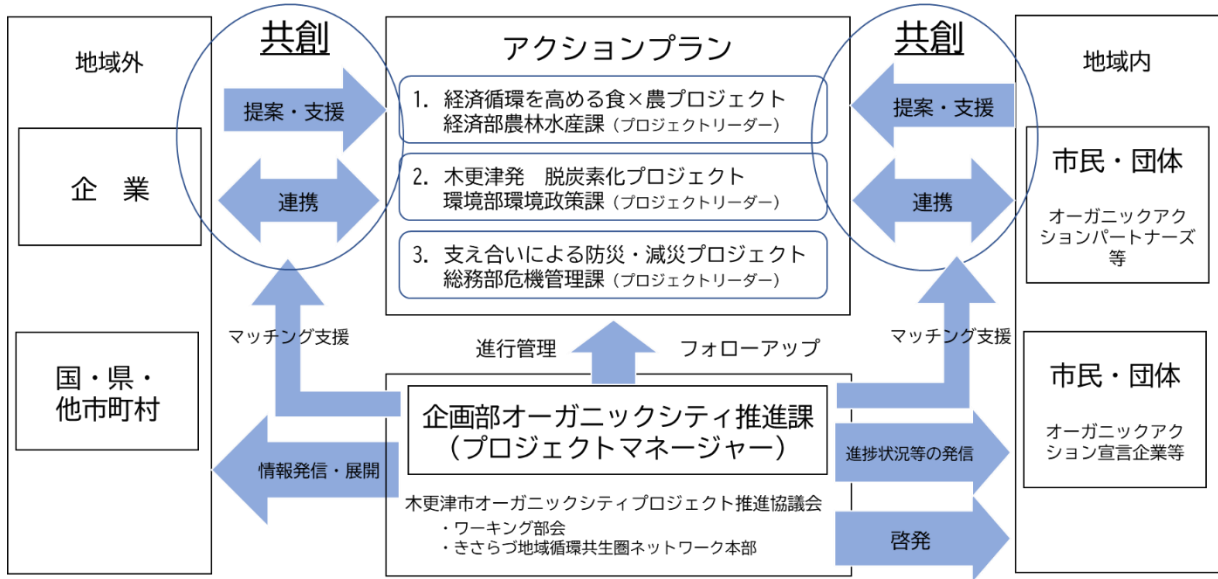 地域外
企　業
国・県・
他市町村
共創
提案・支援
連携
マッチング支援
情報発信・展開
アクションプラン
1. 経済循環を高める食×農プロジェクト
経済部農林水産課（プロジェクトリーダー）
2. 木更津発　脱炭素化プロジェクト
環境部環境政策課（プロジェクトリーダー）
3. 支え合いによる防災・減災プロジェクト
総務部危機管理課（プロジェクトリーダー）
進行管理
フォローアップ
企画部オーガニックシティ推進課
（プロジェクトマネージャー）
木更津市オーガニックシティプロジェクト推進協議会
・ワーキング部会
・きさらづ地域循環共生圏ネットワーク本部
共創
提案・支援
連携
マッチング支援
進捗状況等の発信
啓発
地域内
市民・団体
オーガニックアク
ションパートナーズ
等
市民・団体
オーガニックアク
ション宣言企業等